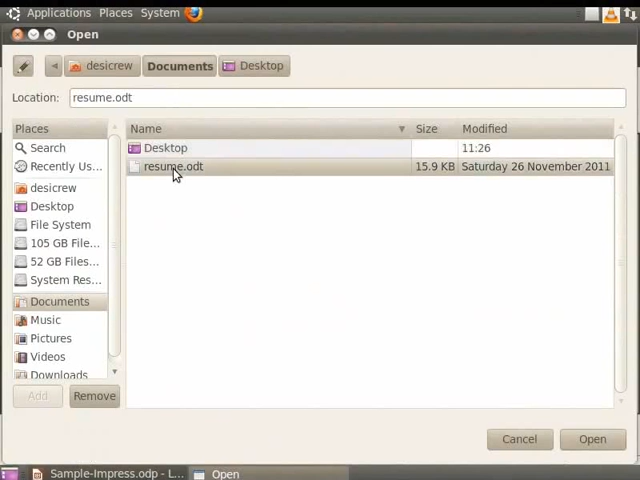 Applications Places System
Open
desicrew Documents Desktop
Location: resume.odt
Places Name Size Modified
Search Desktop 11:26
Recently Us... resume.odt 15.9 KB Saturday 26 November 2011
desicrew
Desktop
File System
105 GB File...
52 GB Files...
System Res...
Documents
Music
Pictures
Videos
Downloads
Add Remove Cancel Open
Sample-Impress.odp - L... Open